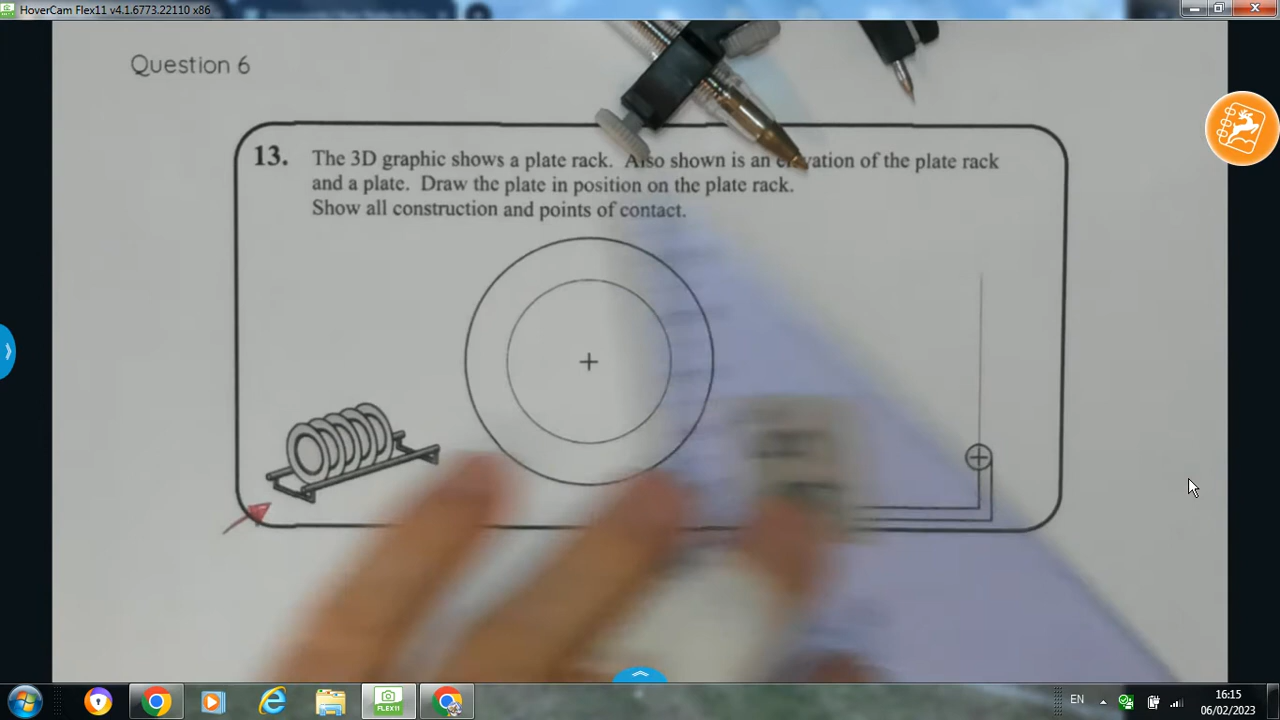 HoverCam Flex11 v4.1.6773.22110 x86
Question 6
13. The 3D graphic shows a plate rack. Also shown is an elevation of the plate rack
and a plate. Draw the plate in position on the plate rack.
Show all construction and points of contact.
FLEX11
EN
16:15
06/02/2023